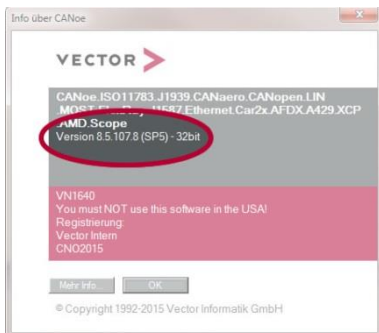 Info über CANoe
VECTOR
CANoe.ISO11783.J1939.CANaero.CANopen.LIN
.MOST.FlexRay.J1587.Ethernet.Car2x.AFDX.A429.XCP
.AMD.Scope
Version 8.5.107.8 (SP5) - 32bit
VN1640
You must NOT use this software in the USA!
Registrierung:
Vector Intern
CNO2015
Mehr Info...
OK
© Copyright 1992-2015 Vector Informatik GmbH